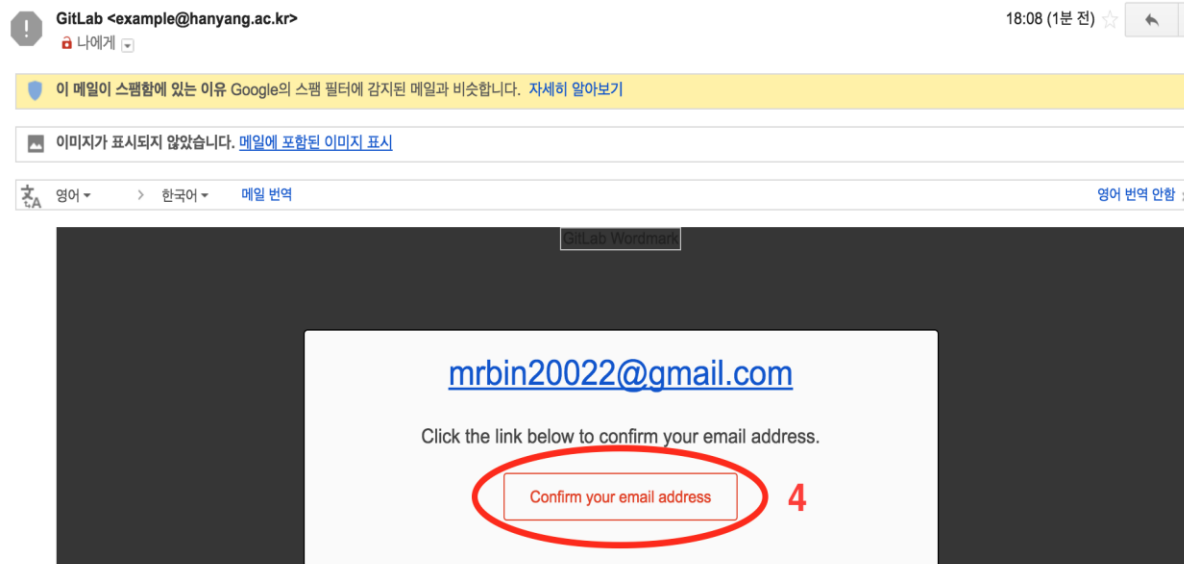 GitLab <example@hanyang.ac.kr>
18:08 (1분 전)
나에게
이 메일이 스팸함에 있는 이유 Google의 스팸 필터에 감지된 메일과 비슷합니다. 자세히 알아보기
이미지가 표시되지 않았습니다. 메일에 포함된 이미지 표시
영어 > 한국어 메일 번역 영어 번역 안함
GitLab Wordmark
mrbin20022@gmail.com
Click the link below to confirm your email address.
Confirm your email address 4